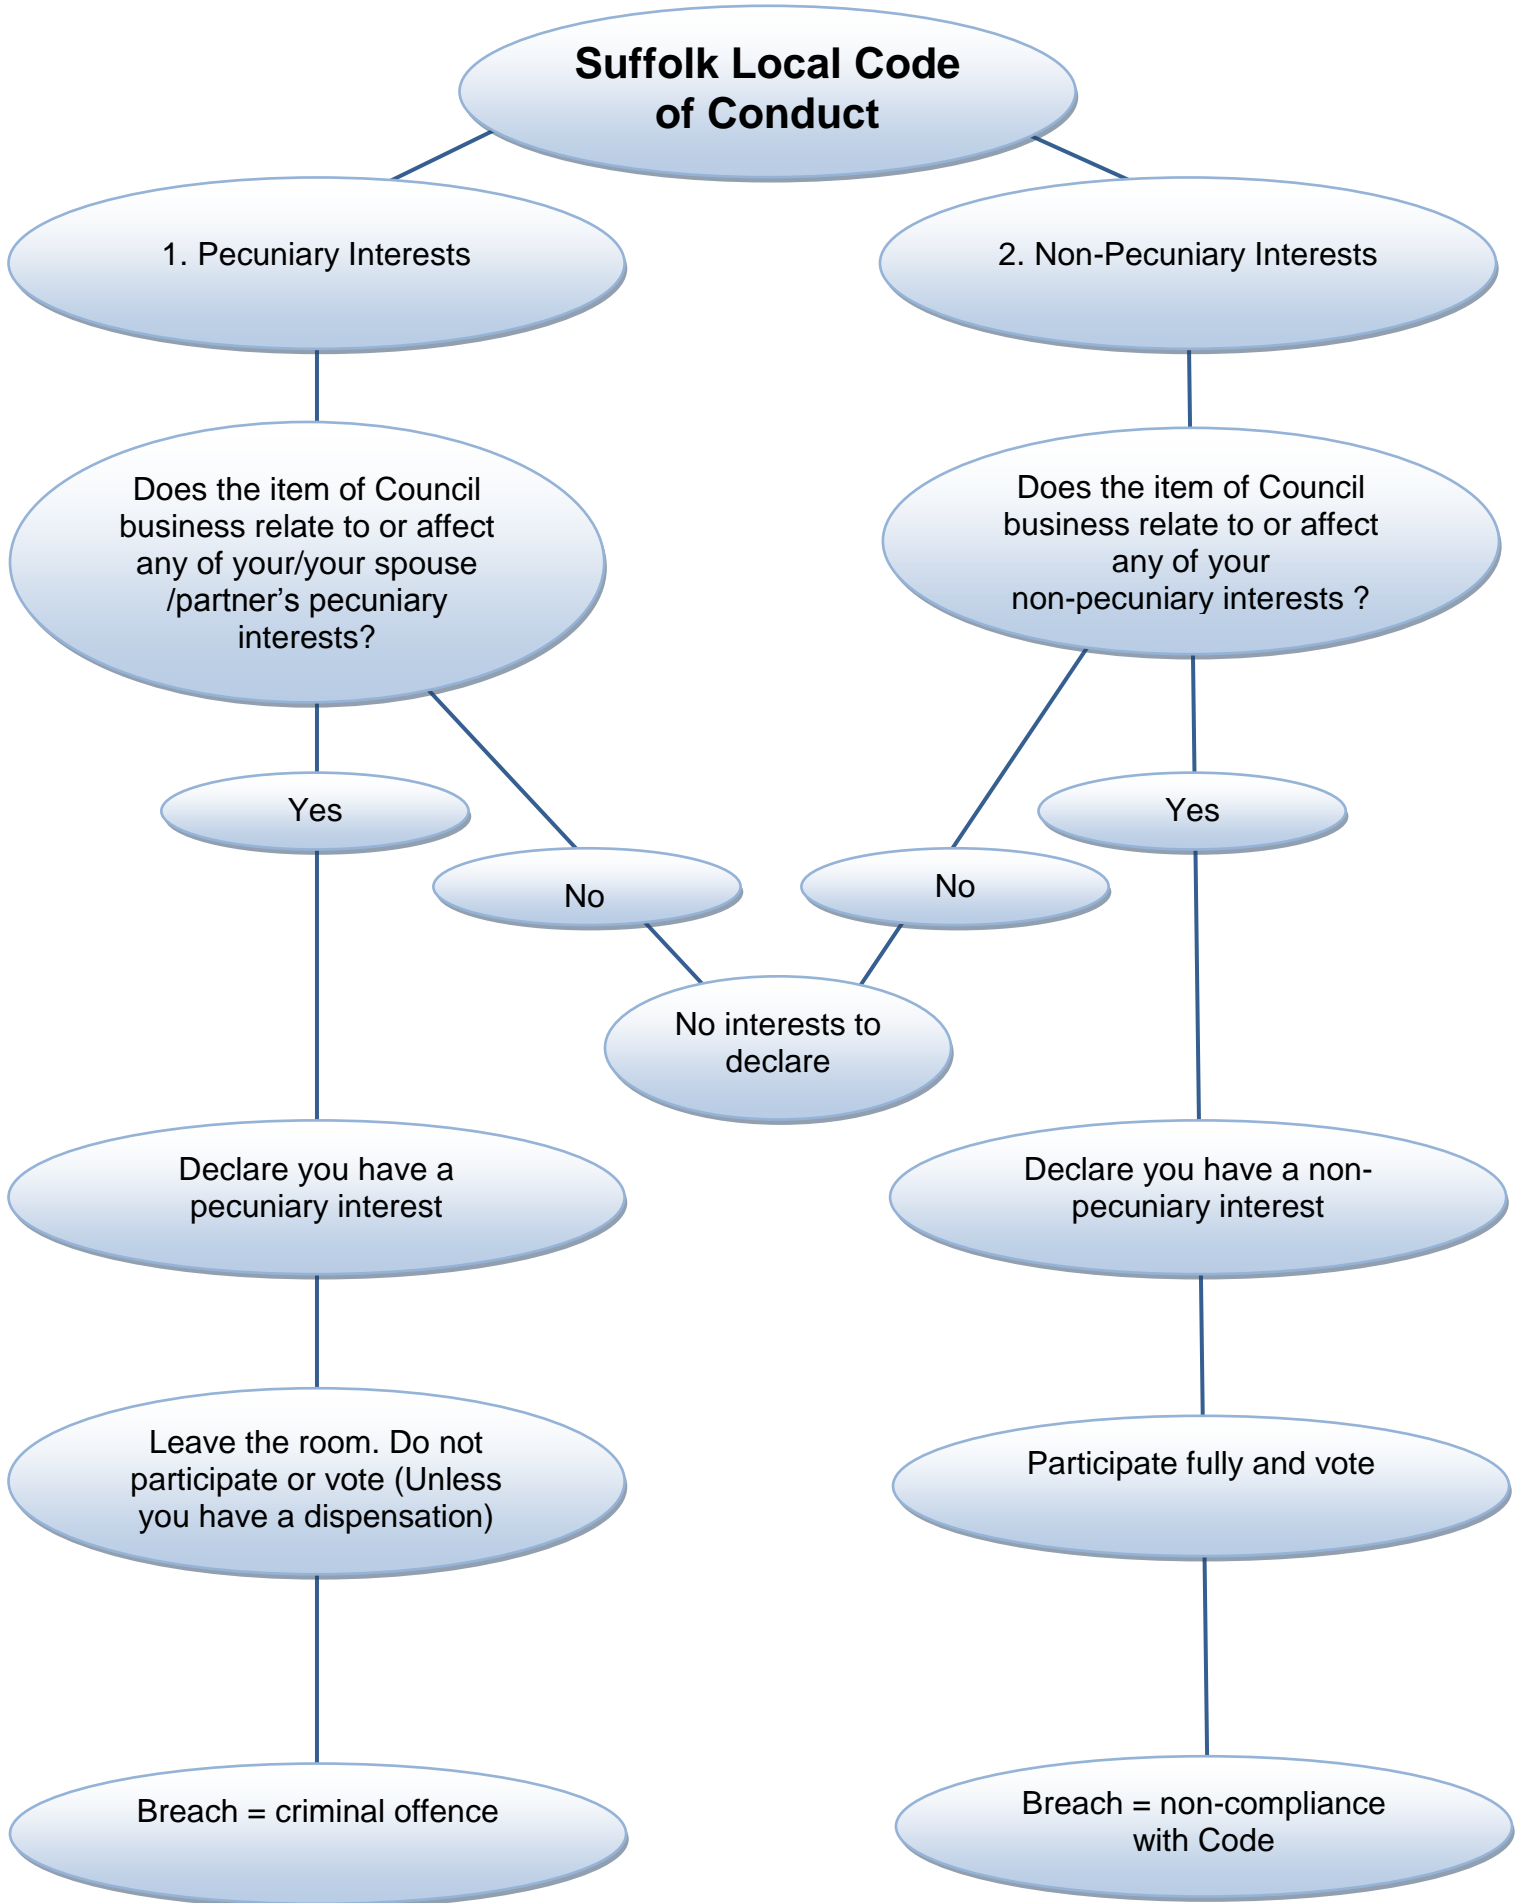 Suffolk Local Code
of Conduct
1. Pecuniary Interests
2. Non-Pecuniary Interests
Does the item of Council
business relate to or affect
any of your/your spouse
/partner’s pecuniary
interests?
Does the item of Council
business relate to or affect
any of your
non-pecuniary interests ?
Yes
No
No
Yes
No interests to
declare
Declare you have a
pecuniary interest
Declare you have a non-
pecuniary interest
Leave the room. Do not
participate or vote (Unless
you have a dispensation)
Participate fully and vote
Breach = criminal offence
Breach = non-compliance
with Code